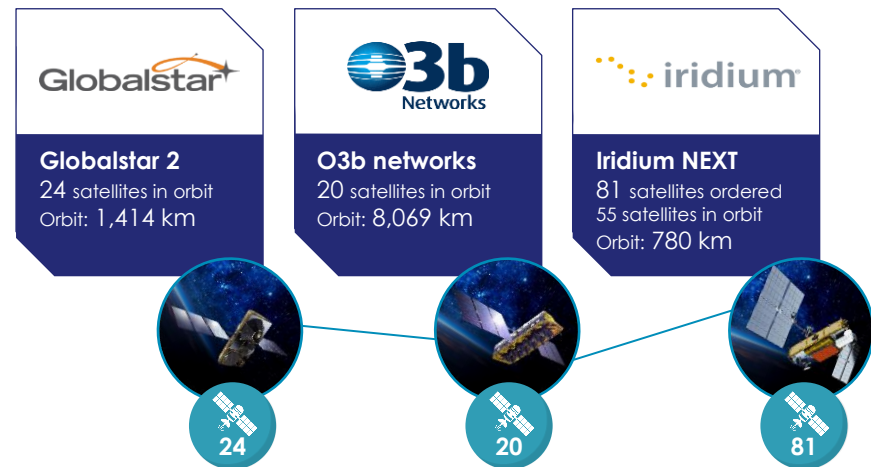 Globalstar
Globalstar 2
24 satellites in orbit
Orbit: 1,414 km
24
O3b
Networks
O3b networks
20 satellites in orbit
Orbit: 8,069 km
20
iridium
Iridium NEXT
81 satellites ordered
55 satellites in orbit
Orbit: 780 km
81